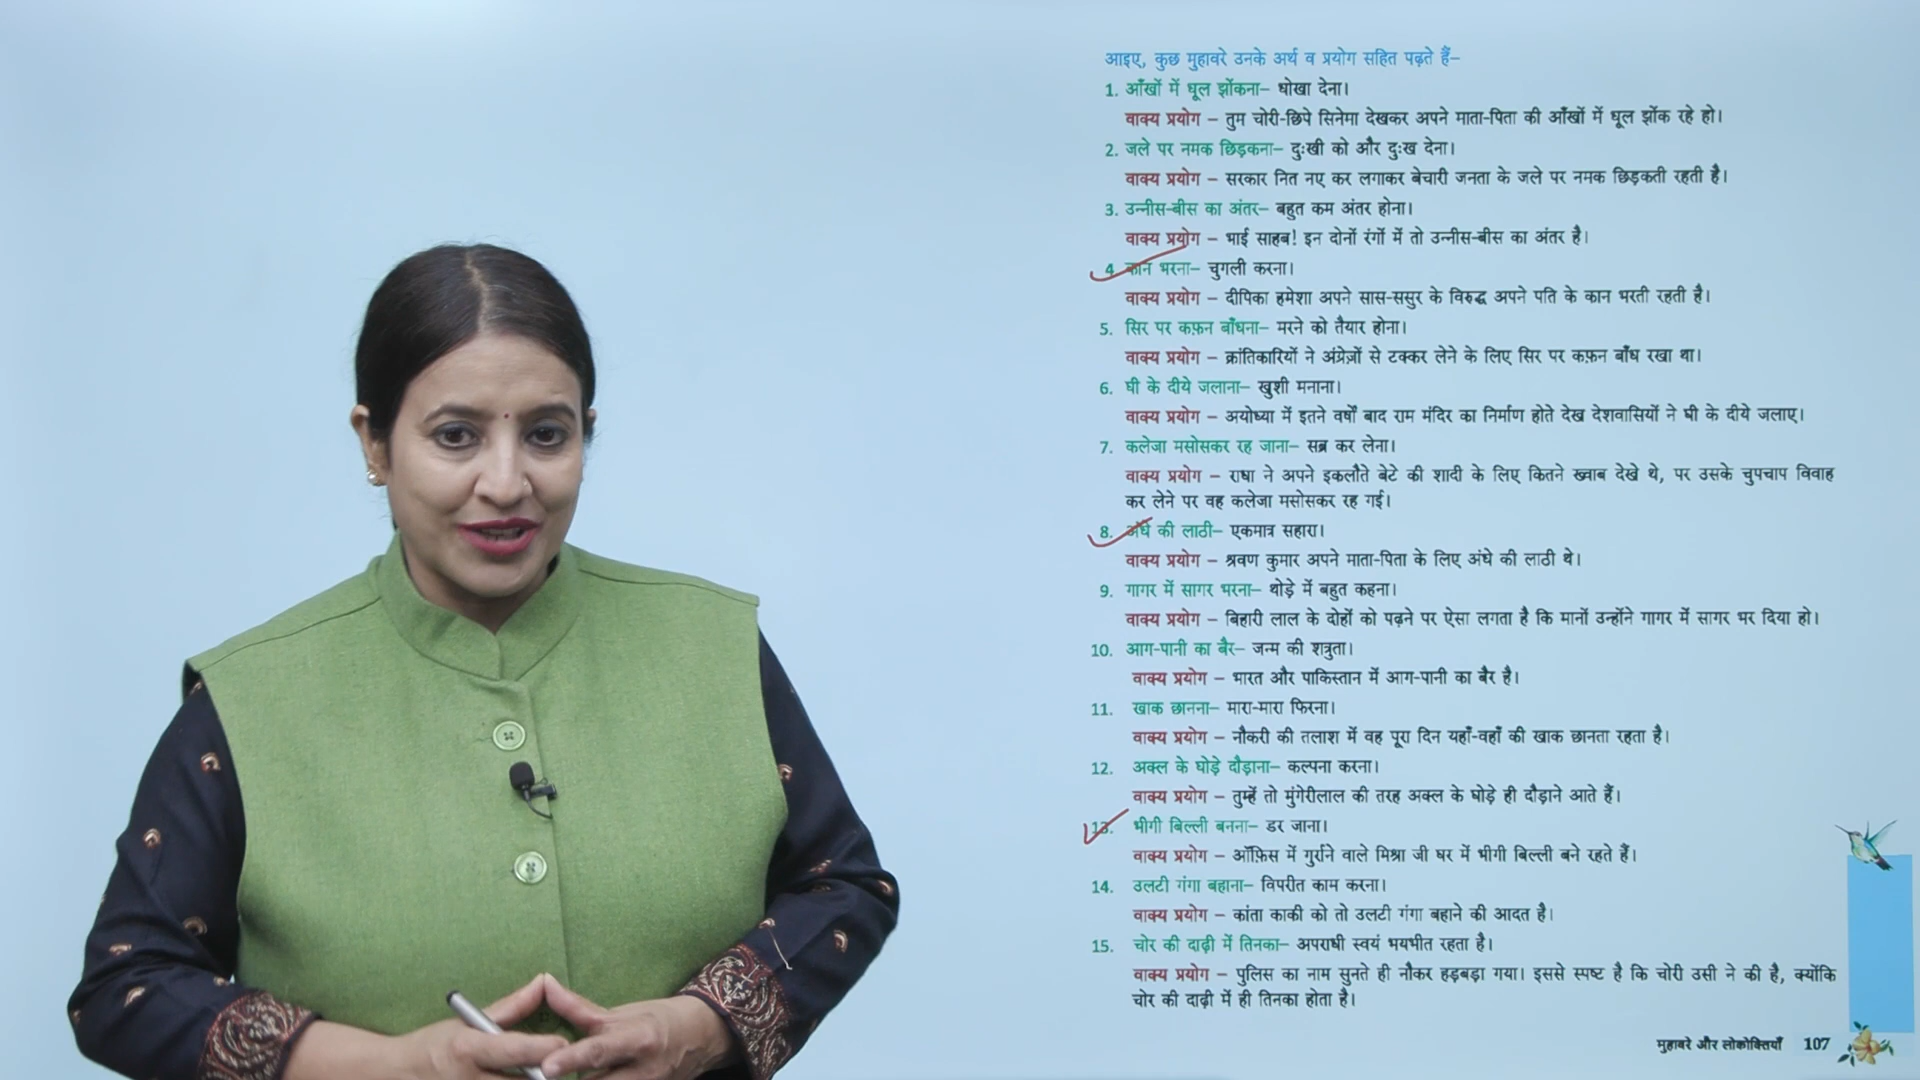 आइए, कुछ मुहावरे उनके अर्थ व प्रयोग सहित पढ़ते हैं–
1. आँखों में धूल झोंकना– धोखा देना।
वाक्य प्रयोग – तुम चोरी-छिपे सिनेमा देखकर अपने माता-पिता की आँखों में धूल झोंक रहे हो।
2. जले पर नमक छिड़कना– दुःखी को और दुःख देना।
वाक्य प्रयोग – सरकार नित नए कर लगाकर बेचारी जनता के जले पर नमक छिड़कती रहती है।
3. उन्नीस-बीस का अंतर– बहुत कम अंतर होना।
वाक्य प्रयोग – भाई साहब! इन दोनों रंगों में तो उन्नीस-बीस का अंतर है।
4. कान भरना– चुगली करना।
वाक्य प्रयोग – दीपिका हमेशा अपने सास-ससुर के विरुद्ध अपने पति के कान भरती रहती है।
5. सिर पर कफ़न बाँधना– मरने को तैयार होना।
वाक्य प्रयोग – क्रांतिकारियों ने अंग्रेज़ों से टक्कर लेने के लिए सिर पर कफ़न बाँध रखा था।
6. घी के दीये जलाना– खुशी मनाना।
वाक्य प्रयोग – अयोध्या में इतने वर्षों बाद राम मंदिर का निर्माण होते देख देशवासियों ने घी के दीये जलाए।
7. कलेजा मसोसकर रह जाना– सब्र कर लेना।
वाक्य प्रयोग – राधा ने अपने इकलौते बेटे की शादी के लिए कितने ख्वाब देखे थे, पर उसके चुपचाप विवाह
कर लेने पर वह कलेजा मसोसकर रह गई।
8. अंधे की लाठी– एकमात्र सहारा।
वाक्य प्रयोग – श्रवण कुमार अपने माता-पिता के लिए अंधे की लाठी थे।
9. गागर में सागर भरना– थोड़े में बहुत कहना।
वाक्य प्रयोग – बिहारी लाल के दोहों को पढ़ने पर ऐसा लगता है कि मानों उन्होंने गागर में सागर भर दिया हो।
10. आग-पानी का बैर– जन्म की शत्रुता।
वाक्य प्रयोग – भारत और पाकिस्तान में आग-पानी का बैर है।
11. खाक छानना– मारा-मारा फिरना।
वाक्य प्रयोग – नौकरी की तलाश में वह पूरा दिन यहाँ-वहाँ की खाक छानता रहता है।
12. अक्ल के घोड़े दौड़ाना– कल्पना करना।
वाक्य प्रयोग – तुम्हें तो मुंगेरीलाल की तरह अक्ल के घोड़े ही दौड़ाने आते हैं।
13. भीगी बिल्ली बनना– डर जाना।
वाक्य प्रयोग – ऑफ़िस में गुर्राने वाले मिश्रा जी घर में भीगी बिल्ली बने रहते हैं।
14. उलटी गंगा बहाना– विपरीत काम करना।
वाक्य प्रयोग – कांता काकी को तो उलटी गंगा बहाने की आदत है।
15. चोर की दाढ़ी में तिनका– अपराधी स्वयं भयभीत रहता है।
वाक्य प्रयोग – पुलिस का नाम सुनते ही नौकर हड़बड़ा गया। इससे स्पष्ट है कि चोरी उसी ने की है, क्योंकि
चोर की दाढ़ी में ही तिनका होता है।
मुहावरे और लोकोक्तियाँ 107